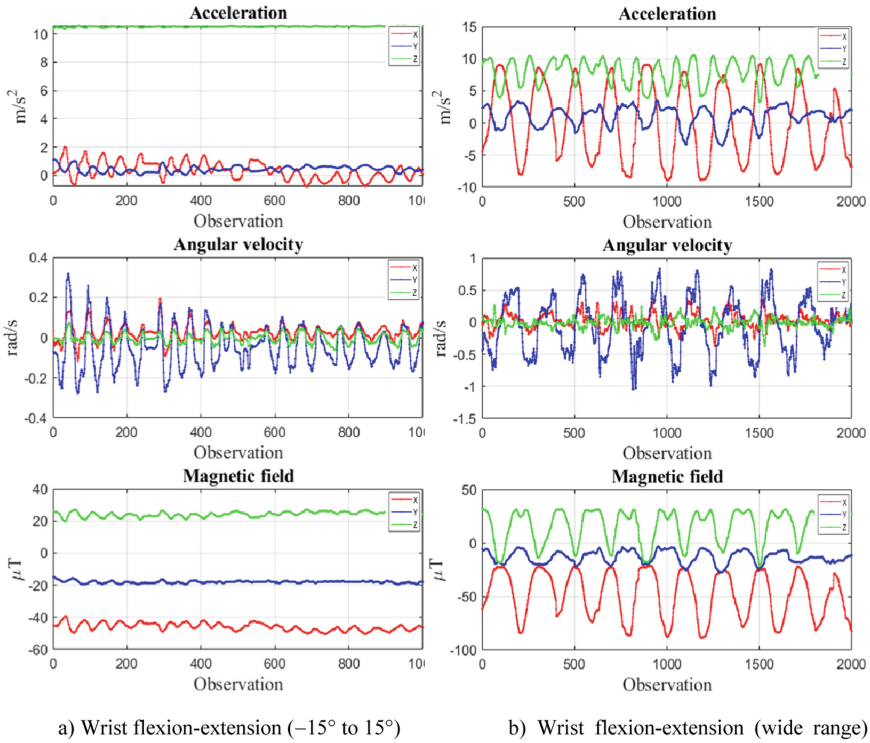 Acceleration
10
8
6
4
2
0
m/s²
X
Y
Z
0 200 400 600 800 100
Observation
Acceleration
15
10
5
0
-5
-10
m/s²
X
Y
Z
0 500 1000 1500 2000
Observation
Angular velocity
0.4
0.2
0
-0.2
-0.4
rad/s
X
Y
Z
0 200 400 600 800 100
Observation
Angular velocity
1
0.5
0
-0.5
-1
-1.5
rad/s
X
Y
Z
0 500 1000 1500 2000
Observation
Magnetic field
40
20
0
-20
-40
-60
μT
X
Y
Z
0 200 400 600 800 100
Observation
Magnetic field
50
0
-50
-100
μT
X
Y
Z
0 500 1000 1500 2000
Observation
a) Wrist flexion-extension (−15° to 15°)
b) Wrist flexion-extension (wide range)